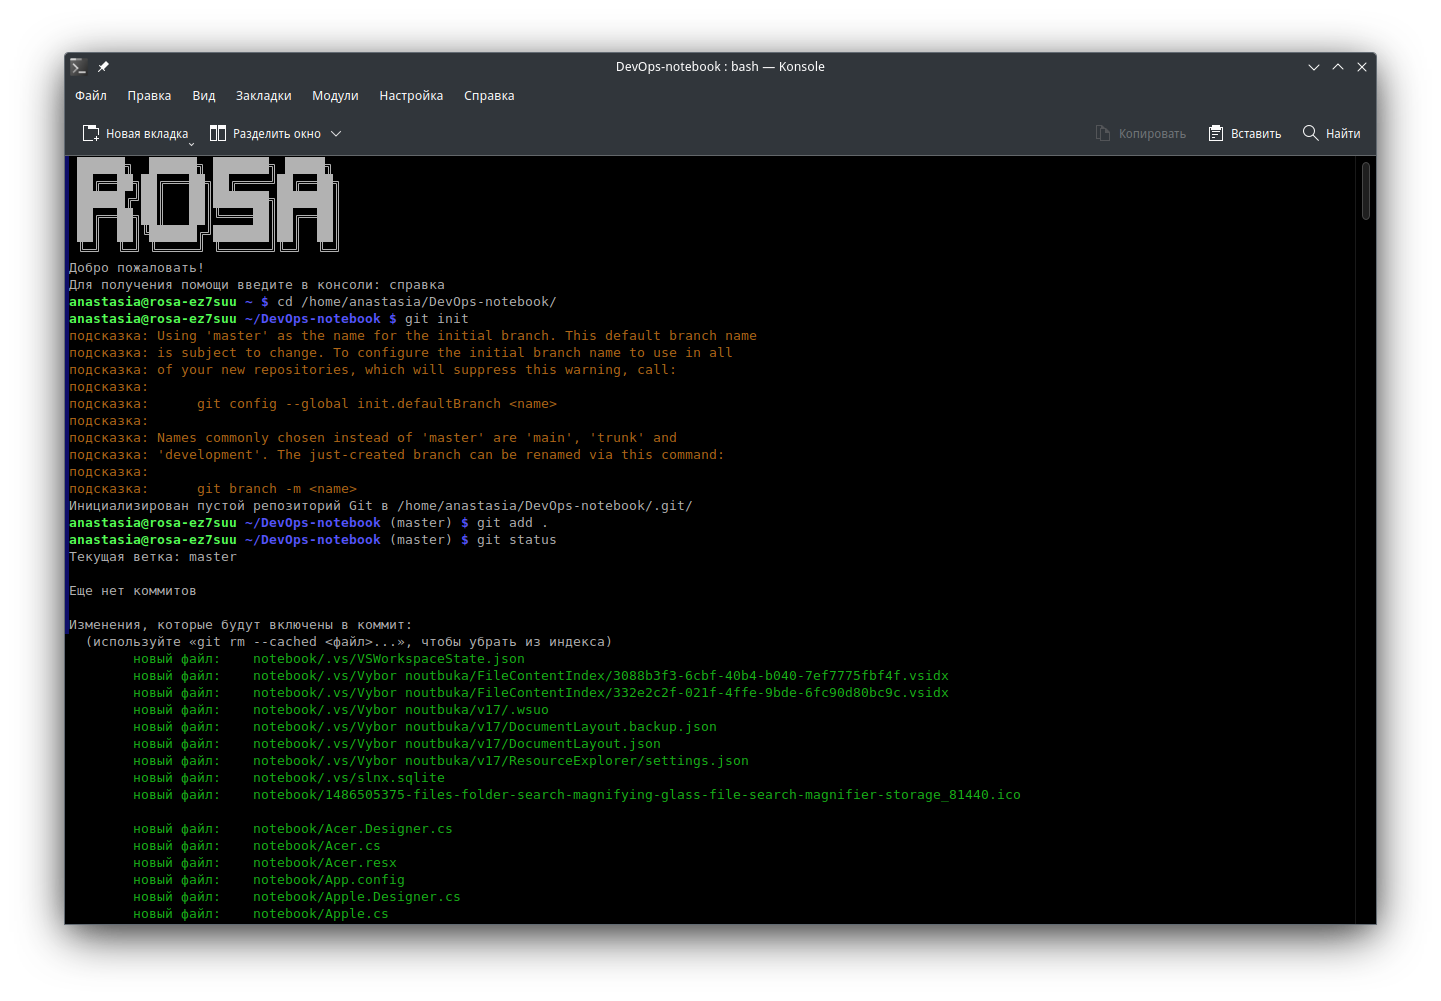 DevOps-notebook : bash — Konsole
Файл Правка Вид Закладки Модули Настройка Справка
Новая вкладка Разделить окно Копировать Вставить Найти
ROSA
Добро пожаловать!
Для получения помощи введите в консоли: справка
anastasia@rosa-ez7suu ~ $ cd /home/anastasia/DevOps-notebook/
anastasia@rosa-ez7suu ~/DevOps-notebook $ git init
подсказка: Using 'master' as the name for the initial branch. This default branch name
подсказка: is subject to change. To configure the initial branch name to use in all
подсказка: of your new repositories, which will suppress this warning, call:
подсказка:
подсказка:      git config --global init.defaultBranch <name>
подсказка:
подсказка: Names commonly chosen instead of 'master' are 'main', 'trunk' and
подсказка: 'development'. The just-created branch can be renamed via this command:
подсказка:
подсказка:      git branch -m <name>
Инициализирован пустой репозиторий Git в /home/anastasia/DevOps-notebook/.git/
anastasia@rosa-ez7suu ~/DevOps-notebook (master) $ git add .
anastasia@rosa-ez7suu ~/DevOps-notebook (master) $ git status
Текущая ветка: master
Еще нет коммитов
Изменения, которые будут включены в коммит:
  (используйте «git rm --cached <файл>...», чтобы убрать из индекса)
        новый файл:    notebook/.vs/VSWorkspaceState.json
        новый файл:    notebook/.vs/Vybor noutbuka/FileContentIndex/3088b3f3-6cbf-40b4-b040-7ef7775fbf4f.vsidx
        новый файл:    notebook/.vs/Vybor noutbuka/FileContentIndex/332e2c2f-021f-4ffe-9bde-6fc90d80bc9c.vsidx
        новый файл:    notebook/.vs/Vybor noutbuka/v17/.wsuo
        новый файл:    notebook/.vs/Vybor noutbuka/v17/DocumentLayout.backup.json
        новый файл:    notebook/.vs/Vybor noutbuka/v17/DocumentLayout.json
        новый файл:    notebook/.vs/Vybor noutbuka/v17/ResourceExplorer/settings.json
        новый файл:    notebook/.vs/slnx.sqlite
        новый файл:    notebook/1486505375-files-folder-search-magnifying-glass-file-search-magnifier-storage_81440.ico
        новый файл:    notebook/Acer.Designer.cs
        новый файл:    notebook/Acer.cs
        новый файл:    notebook/Acer.resx
        новый файл:    notebook/App.config
        новый файл:    notebook/Apple.Designer.cs
        новый файл:    notebook/Apple.cs